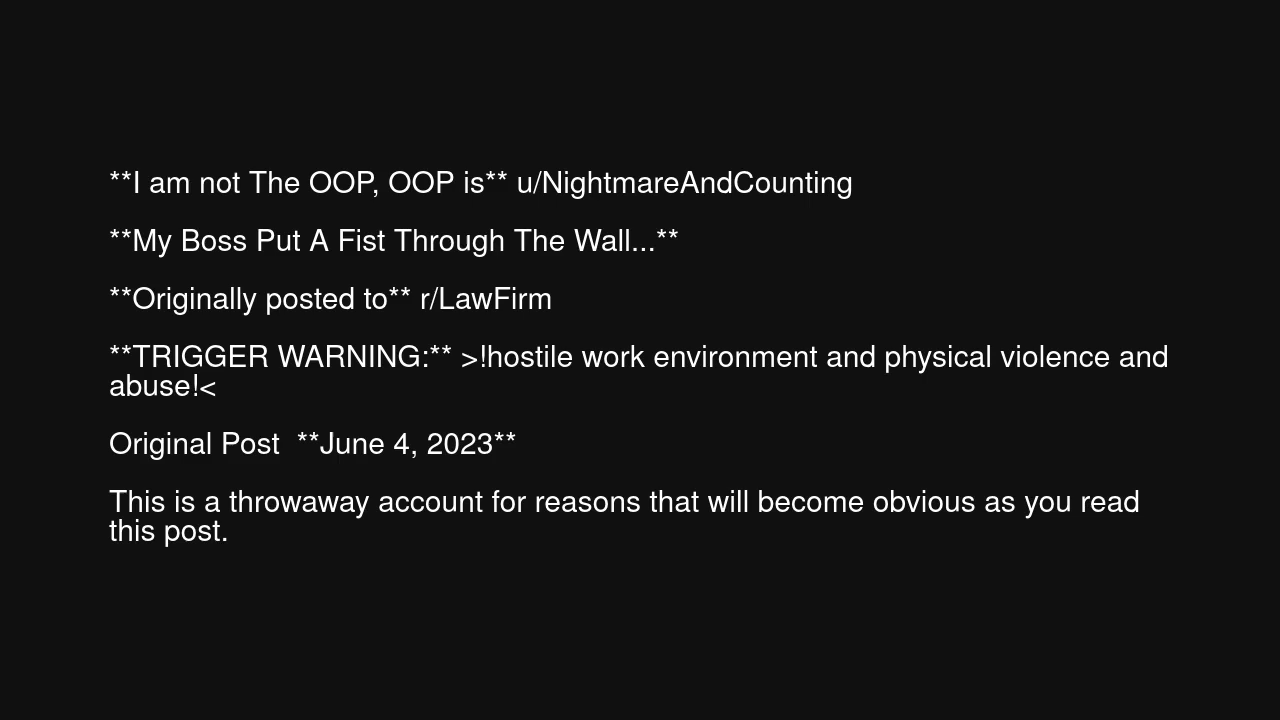 **I am not The OOP, OOP is** u/NightmareAndCounting
**My Boss Put A Fist Through The Wall...**
**Originally posted to** r/LawFirm
**TRIGGER WARNING:** >!hostile work environment and physical violence and
abuse!<
Original Post  **June 4, 2023**
This is a throwaway account for reasons that will become obvious as you read
this post.